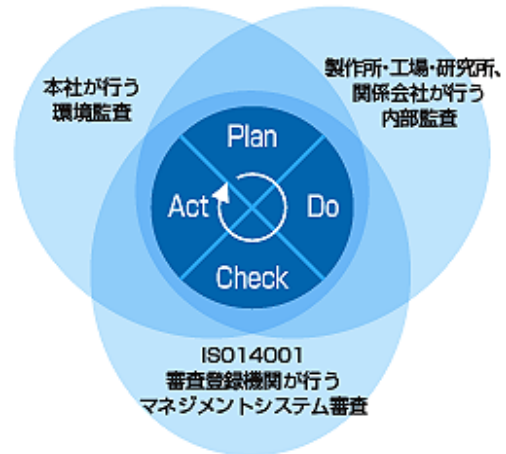 本社が行う
環境監査
製作所・工場・研究所、
関係会社が行う
内部監査
Plan
Act
Do
Check
ISO14001
審査登録機関が行う
マネジメントシステム審査